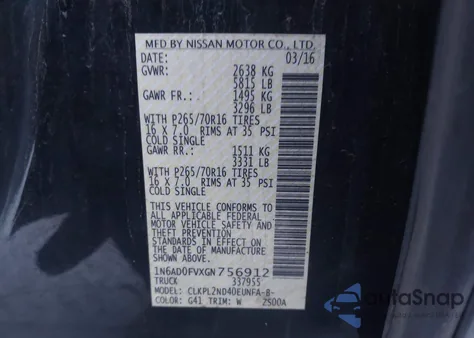 MFD BY NISSAN MOTOR CO., LTD.
DATE: 03/16
GVWR: 2638 KG
5815 LB
GAWR FR.: 1495 KG
3296 LB
WITH P265/70R16 TIRES
16 X 7.0 RIMS AT 35 PSI
COLD SINGLE
GAWR RR.: 1511 KG
3331 LB
WITH P265/70R16 TIRES
16 X 7.0 RIMS AT 35 PSI
COLD SINGLE
THIS VEHICLE CONFORMS TO
ALL APPLICABLE FEDERAL
MOTOR VEHICLE SAFETY
STANDARDS IN EFFECT ON
THE DATE OF MANUFACTURE
SHOWN ABOVE.
1N6AD0FVXGN756912
TRUCK 337955
MODEL: CLKPL2ND40EUNFA-8-
COLOR: G41 TRIM: W 2S00A
AutoSnap